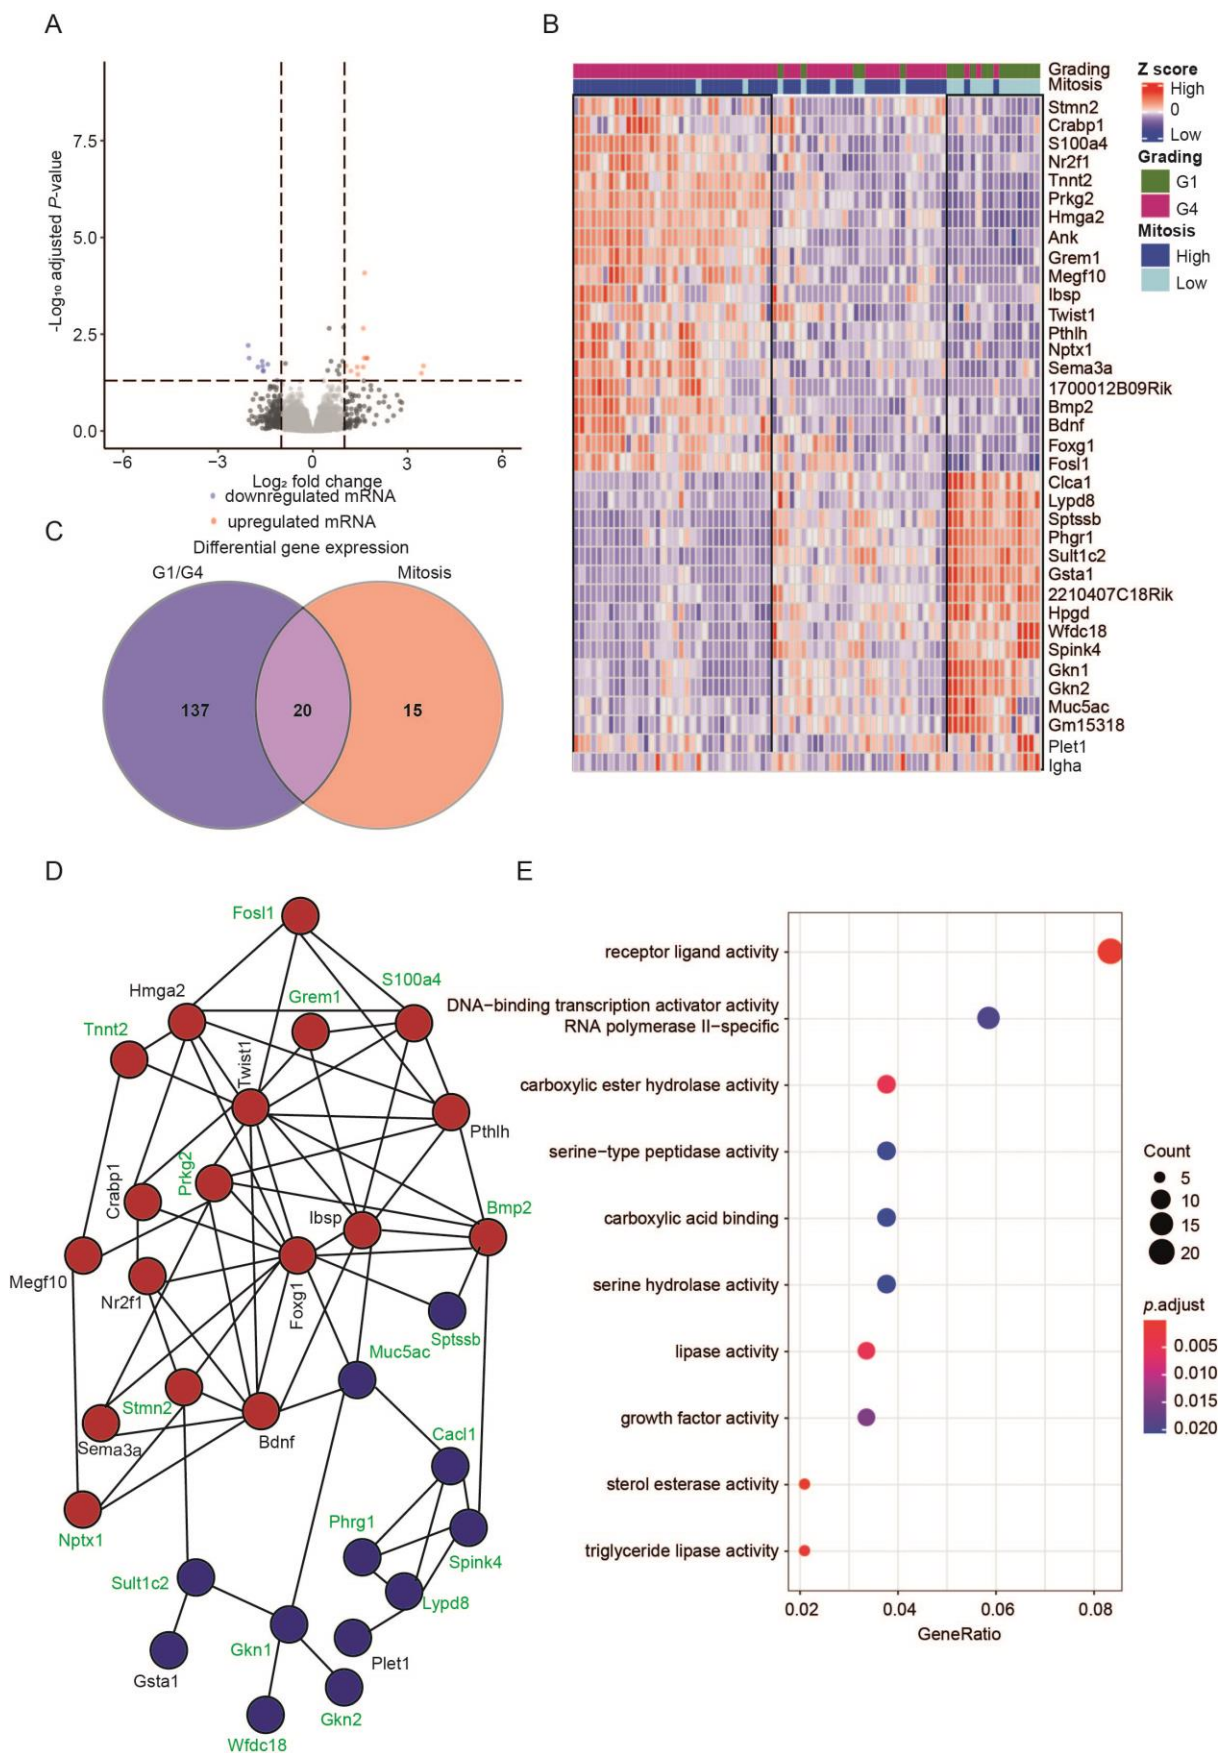 A
7.5
5.0
2.5
0.0
-Log₁₀ adjusted P-value
−6
−3
0
3
6
Log₂ fold change
downregulated mRNA
upregulated mRNA
B
Grading
Mitosis
Stmn2
Crabp1
S100a4
Nr2f1
Tnnt2
Prkg2
Hmga2
Ank
Grem1
Megf10
Ibsp
Twist1
Pthlh
Nptx1
Sema3a
1700012B09Rik
Bmp2
Bdnf
Foxg1
Fosl1
Clca1
Lypd8
Sptssb
Phgr1
Sult1c2
Gsta1
2210407C18Rik
Hpgd
Wfdc18
Spink4
Gkn1
Gkn2
Muc5ac
Gm15318
Plet1
Igha
Z score
High
0
Low
Grading
G1
G4
Mitosis
High
Low
C
Differential gene expression
G1/G4
Mitosis
137
20
15
D
Fosl1
S100a4
Hmga2
Grem1
Tnnt2
Twist1
Pthlh
Prkg2
Crabp1
Ibsp
Bmp2
Megf10
Nr2f1
Foxg1
Sptssb
Muc5ac
Stmn2
Sema3a
Bdnf
Cacl1
Phrg1
Nptx1
Spink4
Sult1c2
Lypd8
Gkn1
Plet1
Gsta1
Gkn2
Wfdc18
E
receptor ligand activity
DNA−binding transcription activator activity
RNA polymerase II−specific
carboxylic ester hydrolase activity
serine−type peptidase activity
carboxylic acid binding
serine hydrolase activity
lipase activity
growth factor activity
sterol esterase activity
triglyceride lipase activity
0.02
0.04
0.06
0.08
GeneRatio
Count
5
10
15
20
p.adjust
0.005
0.010
0.015
0.020